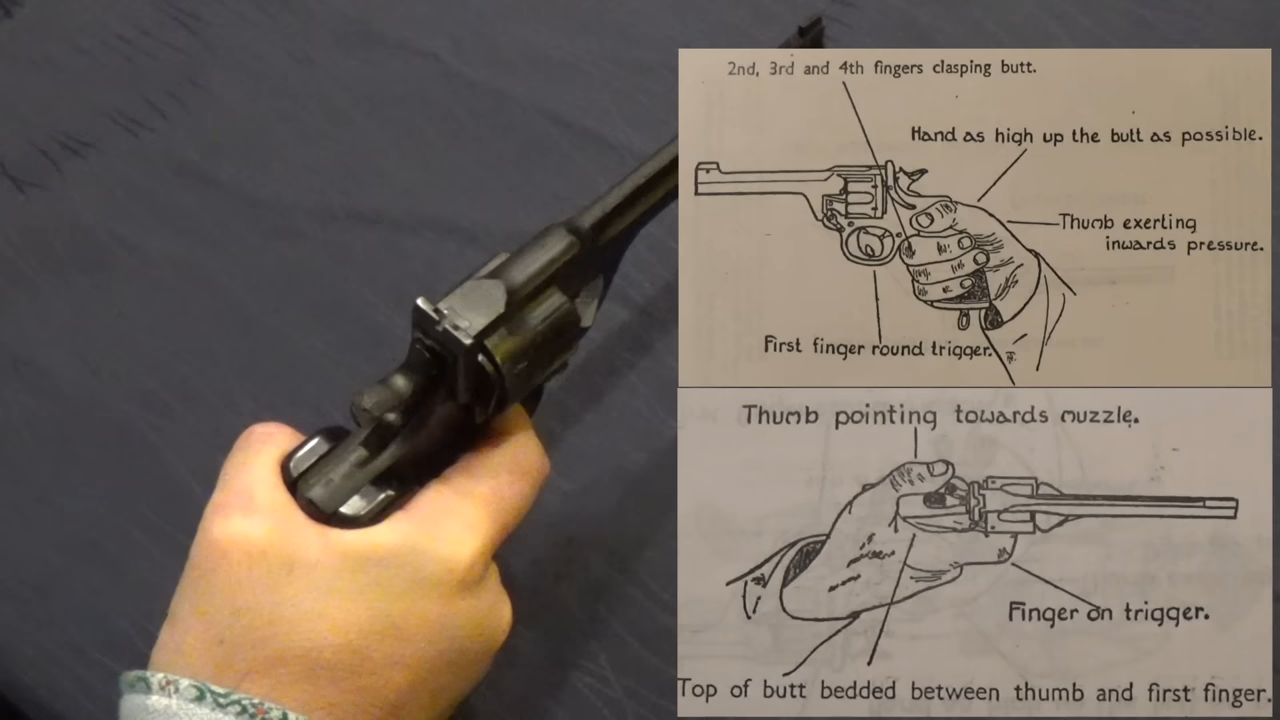 2nd, 3rd and 4th fingers clasping butt.
Hand as high up the butt as possible.
Thumb exerting
inwards pressure.
First finger round trigger.
Thumb pointing towards muzzle.
Finger on trigger.
Top of butt bedded between thumb and first finger.